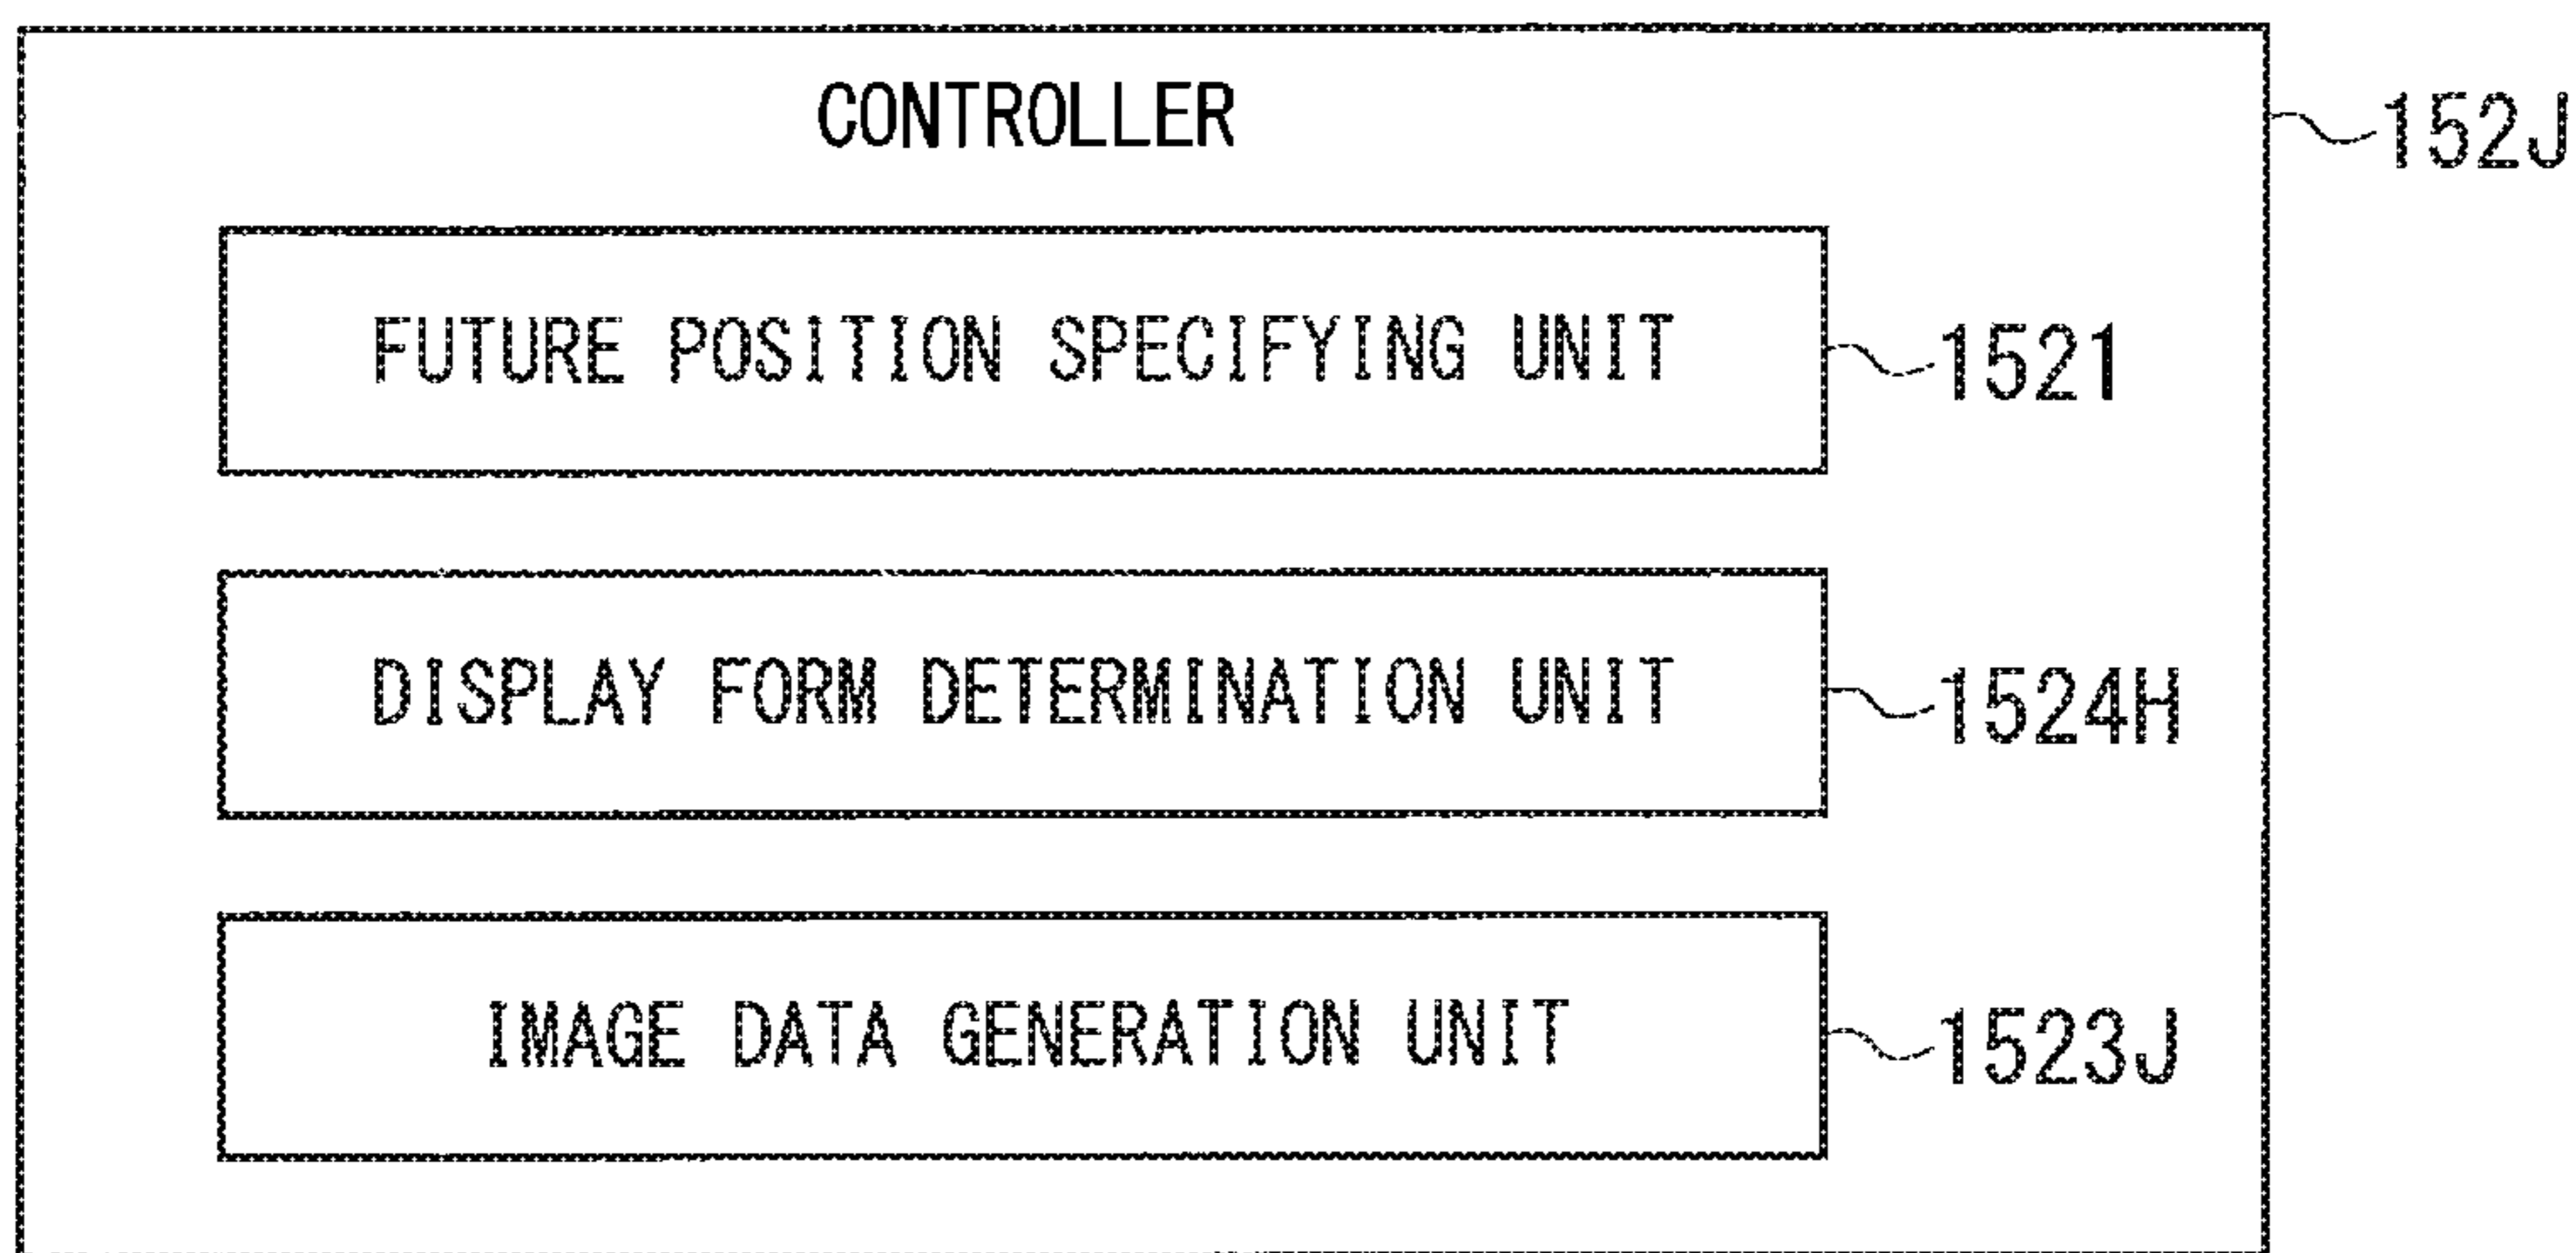 CONTROLLER
152J
FUTURE POSITION SPECIFYING UNIT
1521
DISPLAY FORM DETERMINATION UNIT
1524H
IMAGE DATA GENERATION UNIT
1523J